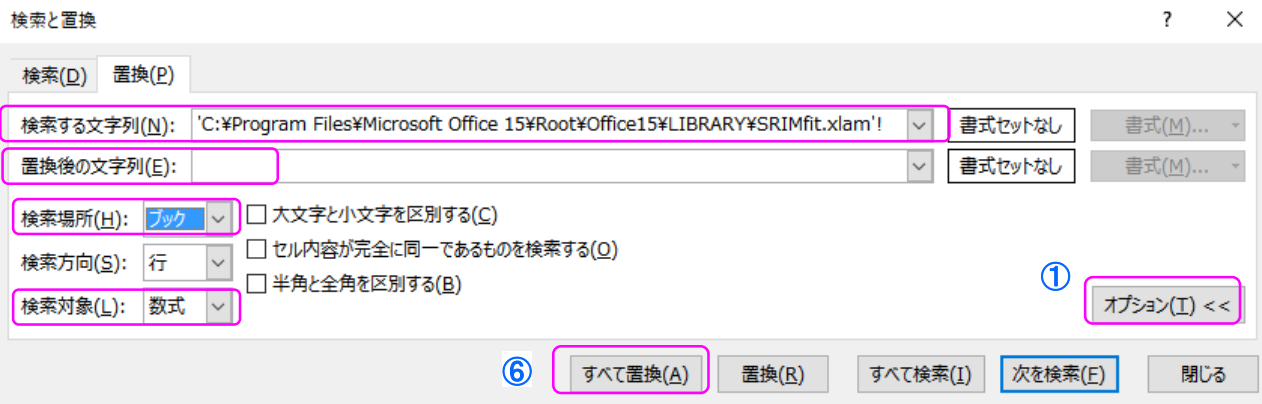 検索と置換 ? ×
検索(D) 置換(P)
検索する文字列(N): 'C:¥Program Files¥Microsoft Office 15¥Root¥Office15¥LIBRARY¥SRIMfit.xlam'! 書式セットなし 書式(M)...
置換後の文字列(E): 書式セットなし 書式(M)...
検索場所(H): ブック 大文字と小文字を区別する(C)
セル内容が完全に同一であるものを検索する(O)
検索方向(S): 行
半角と全角を区別する(B)
①
検索対象(L): 数式 オプション(T) <<
⑥ すべて置換(A) 置換(R) すべて検索(I) 次を検索(F) 閉じる